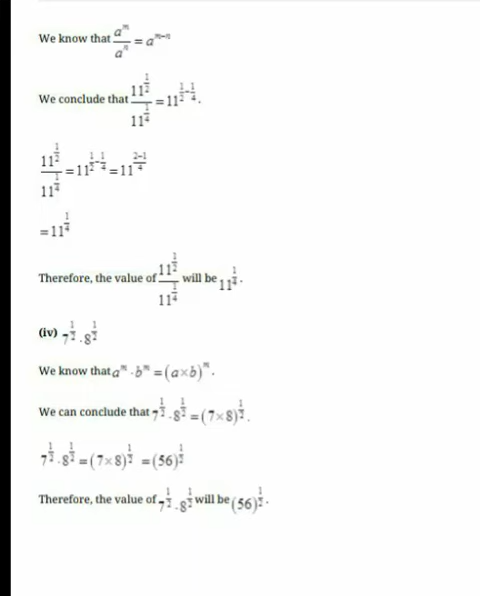 We know that a^m/a^n = a^(m-n)
We conclude that 11^(1/2)/11^(1/4) = 11^(1/2-1/4).
11^(1/2)/11^(1/4) = 11^(1/2-1/4) = 11^((2-1)/4)
= 11^(1/4)
Therefore, the value of 11^(1/2)/11^(1/4) will be 11^(1/4).
(iv) 7^(1/2).8^(1/2)
We know that a^m·b^m = (a×b)^m.
We can conclude that 7^(1/2).8^(1/2) = (7×8)^(1/2).
7^(1/2).8^(1/2) = (7×8)^(1/2) = (56)^(1/2)
Therefore, the value of 7^(1/2).8^(1/2) will be (56)^(1/2).